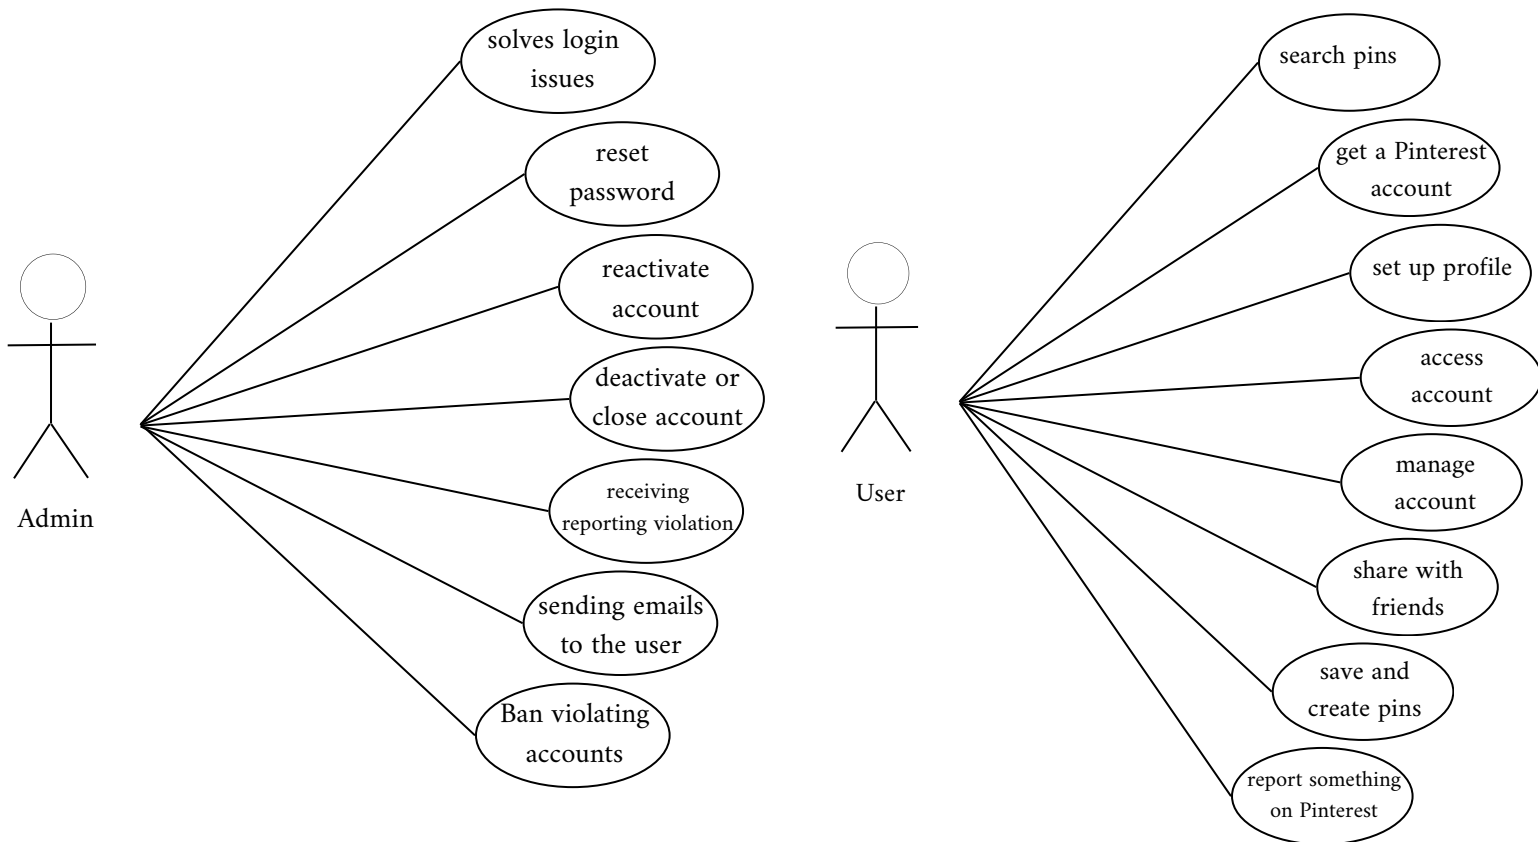 solves login
issues
reset
password
reactivate
account
deactivate or
close account
receiving
reporting violation
sending emails
to the user
Ban violating
accounts
Admin
search pins
get a Pinterest
account
set up profile
access
account
manage
account
share with
friends
save and
create pins
report something
on Pinterest
User